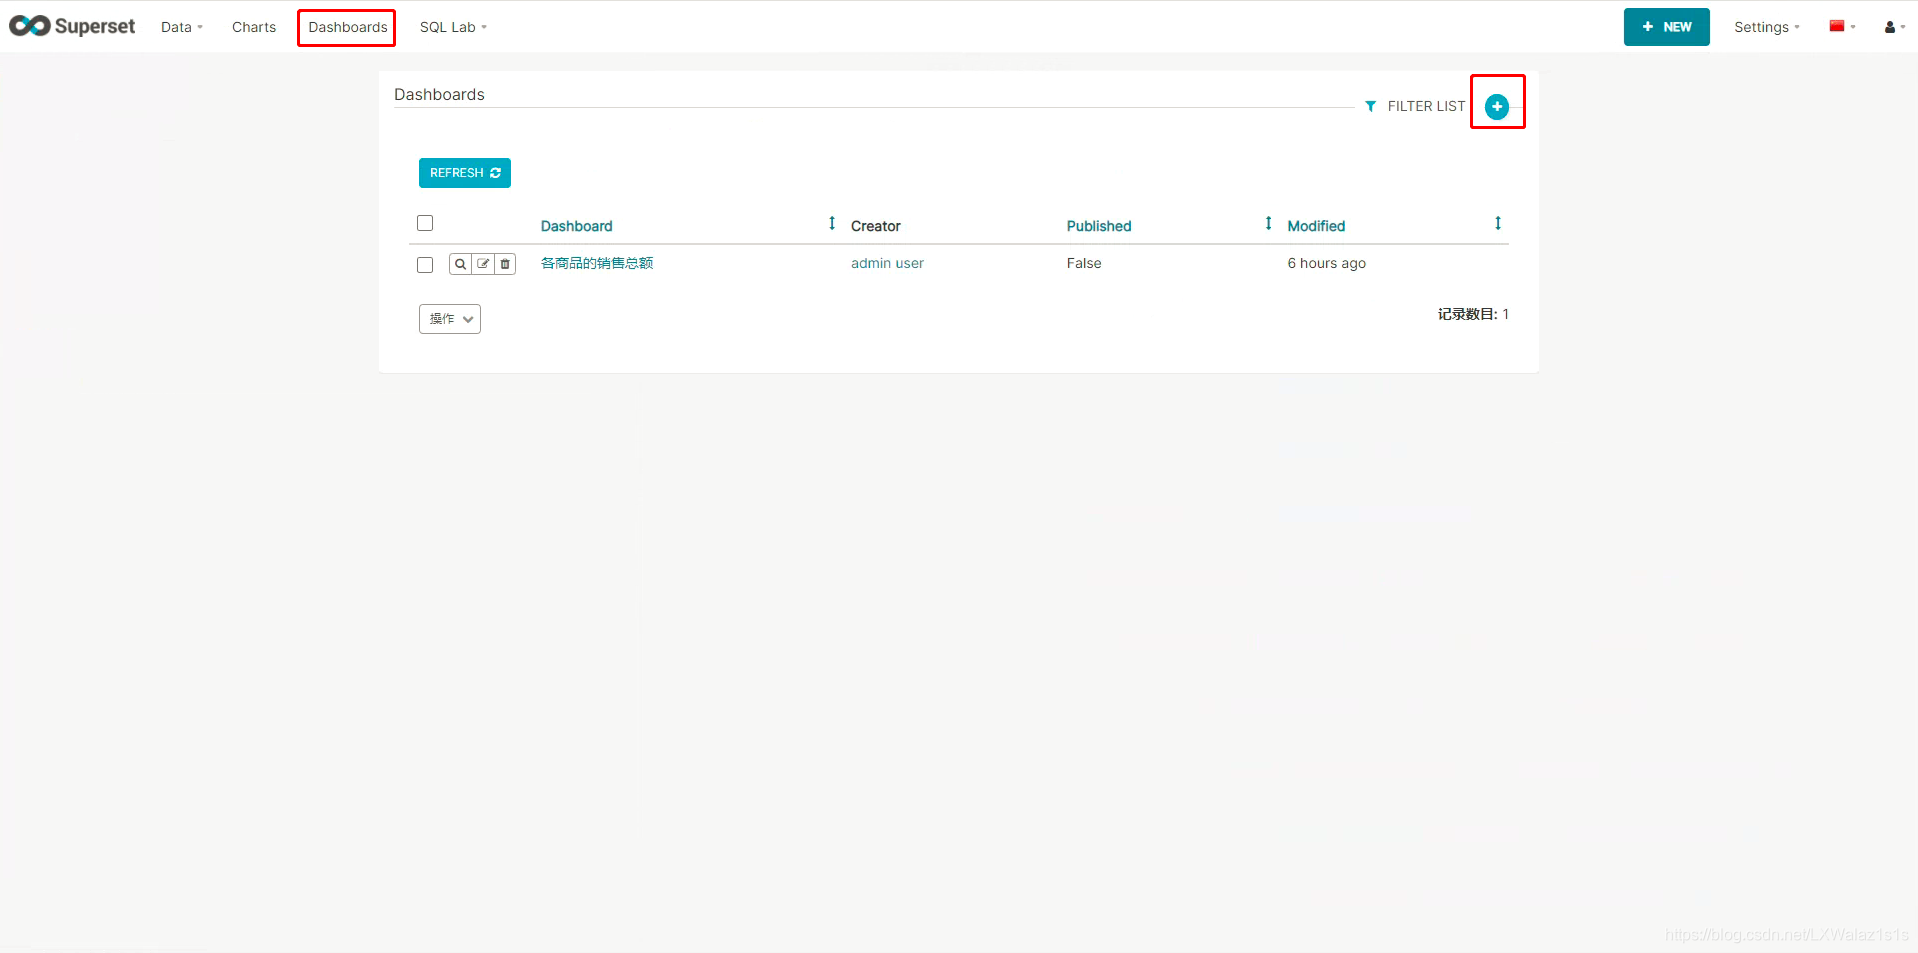 Superset Data Charts Dashboards SQL Lab + NEW Settings
Dashboards
FILTER LIST
REFRESH
Dashboard Creator Published Modified
各商品的销售总额 admin user False 6 hours ago
操作 记录数目: 1
https://blog.csdn.net/LXWalaz1s1s